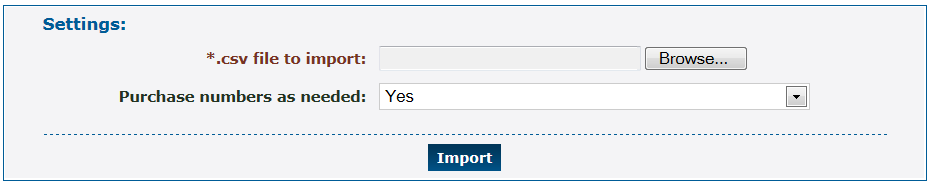 Settings:
*.csv file to import: Browse...
Purchase numbers as needed: Yes
Import